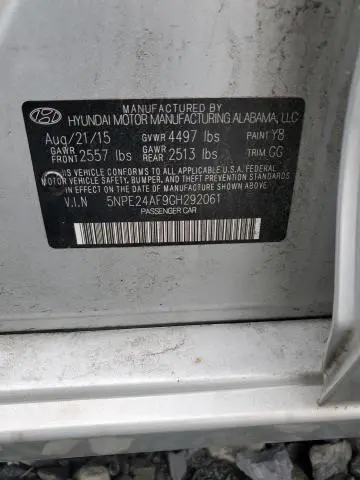 MANUFACTURED BY
HYUNDAI MOTOR MANUFACTURING ALABAMA, LLC
Aug/21/15 GVWR 4497 lbs PAINT Y8
GAWR FRONT 2557 lbs GAWR REAR 2513 lbs TRIM GG
THIS VEHICLE CONFORMS TO ALL APPLICABLE U.S.A. FEDERAL
MOTOR VEHICLE SAFETY, BUMPER, AND THEFT PREVENTION STANDARDS
IN EFFECT ON THE DATE OF MANUFACTURE SHOWN ABOVE.
V.I.N 5NPE24AF9GH292061
PASSENGER CAR